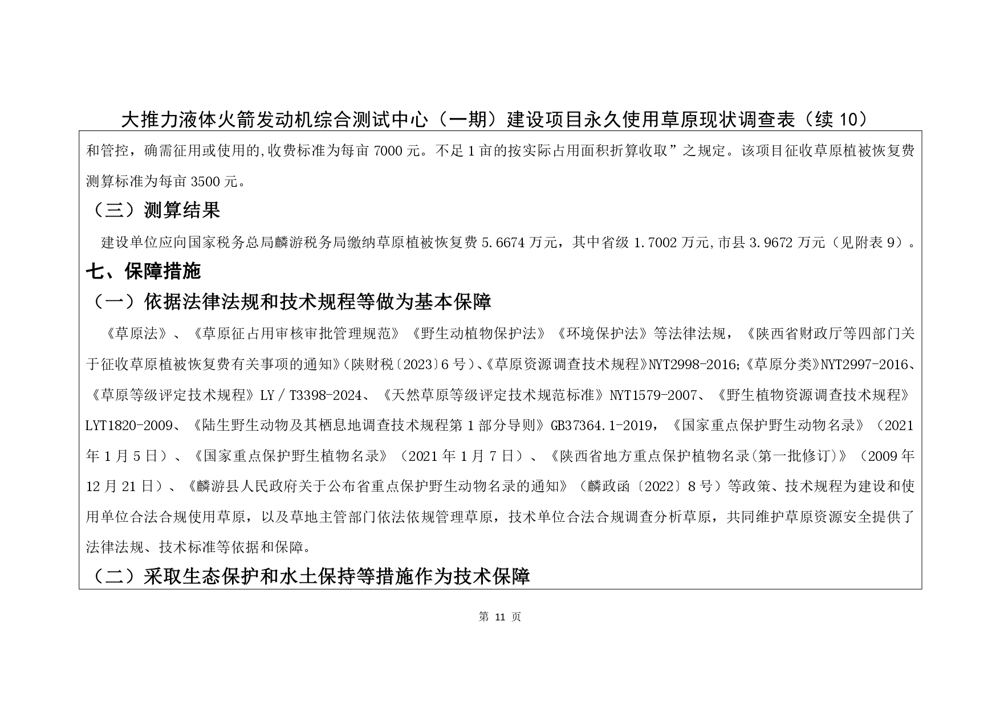 大推力液体火箭发动机综合测试中心（一期）建设项目永久使用草原现状调查表（续 10）
和管控，确需征用或使用的,收费标准为每亩 7000 元。不足 1 亩的按实际占用面积折算收取”之规定。该项目征收草原植被恢复费
测算标准为每亩 3500 元。
（三）测算结果
建设单位应向国家税务总局麟游税务局缴纳草原植被恢复费 5.6674 万元，其中省级 1.7002 万元,市县 3.9672 万元（见附表 9）。
七、保障措施
（一）依据法律法规和技术规程等做为基本保障
《草原法》、《草原征占用审核审批管理规范》《野生动植物保护法》《环境保护法》等法律法规，《陕西省财政厅等四部门关
于征收草原植被恢复费有关事项的通知》（陕财税〔2023〕6 号）、《草原资源调查技术规程》NYT2998-2016;《草原分类》NYT2997-2016、
《草原等级评定技术规程》LY／T3398-2024、《天然草原等级评定技术规范标准》NYT1579-2007、《野生植物资源调查技术规程》
LYT1820-2009、《陆生野生动物及其栖息地调查技术规程第 1 部分导则》GB37364.1-2019，《国家重点保护野生动物名录》（2021
年 1 月 5 日）、《国家重点保护野生植物名录》（2021 年 1 月 7 日）、《陕西省地方重点保护植物名录(第一批修订)》（2009 年
12 月 21 日）、《麟游县人民政府关于公布省重点保护野生动物名录的通知》（麟政函〔2022〕8 号）等政策、技术规程为建设和使
用单位合法合规使用草原，以及草地主管部门依法依规管理草原，技术单位合法合规调查分析草原，共同维护草原资源安全提供了
法律法规、技术标准等依据和保障。
（二）采取生态保护和水土保持等措施作为技术保障
第 11 页